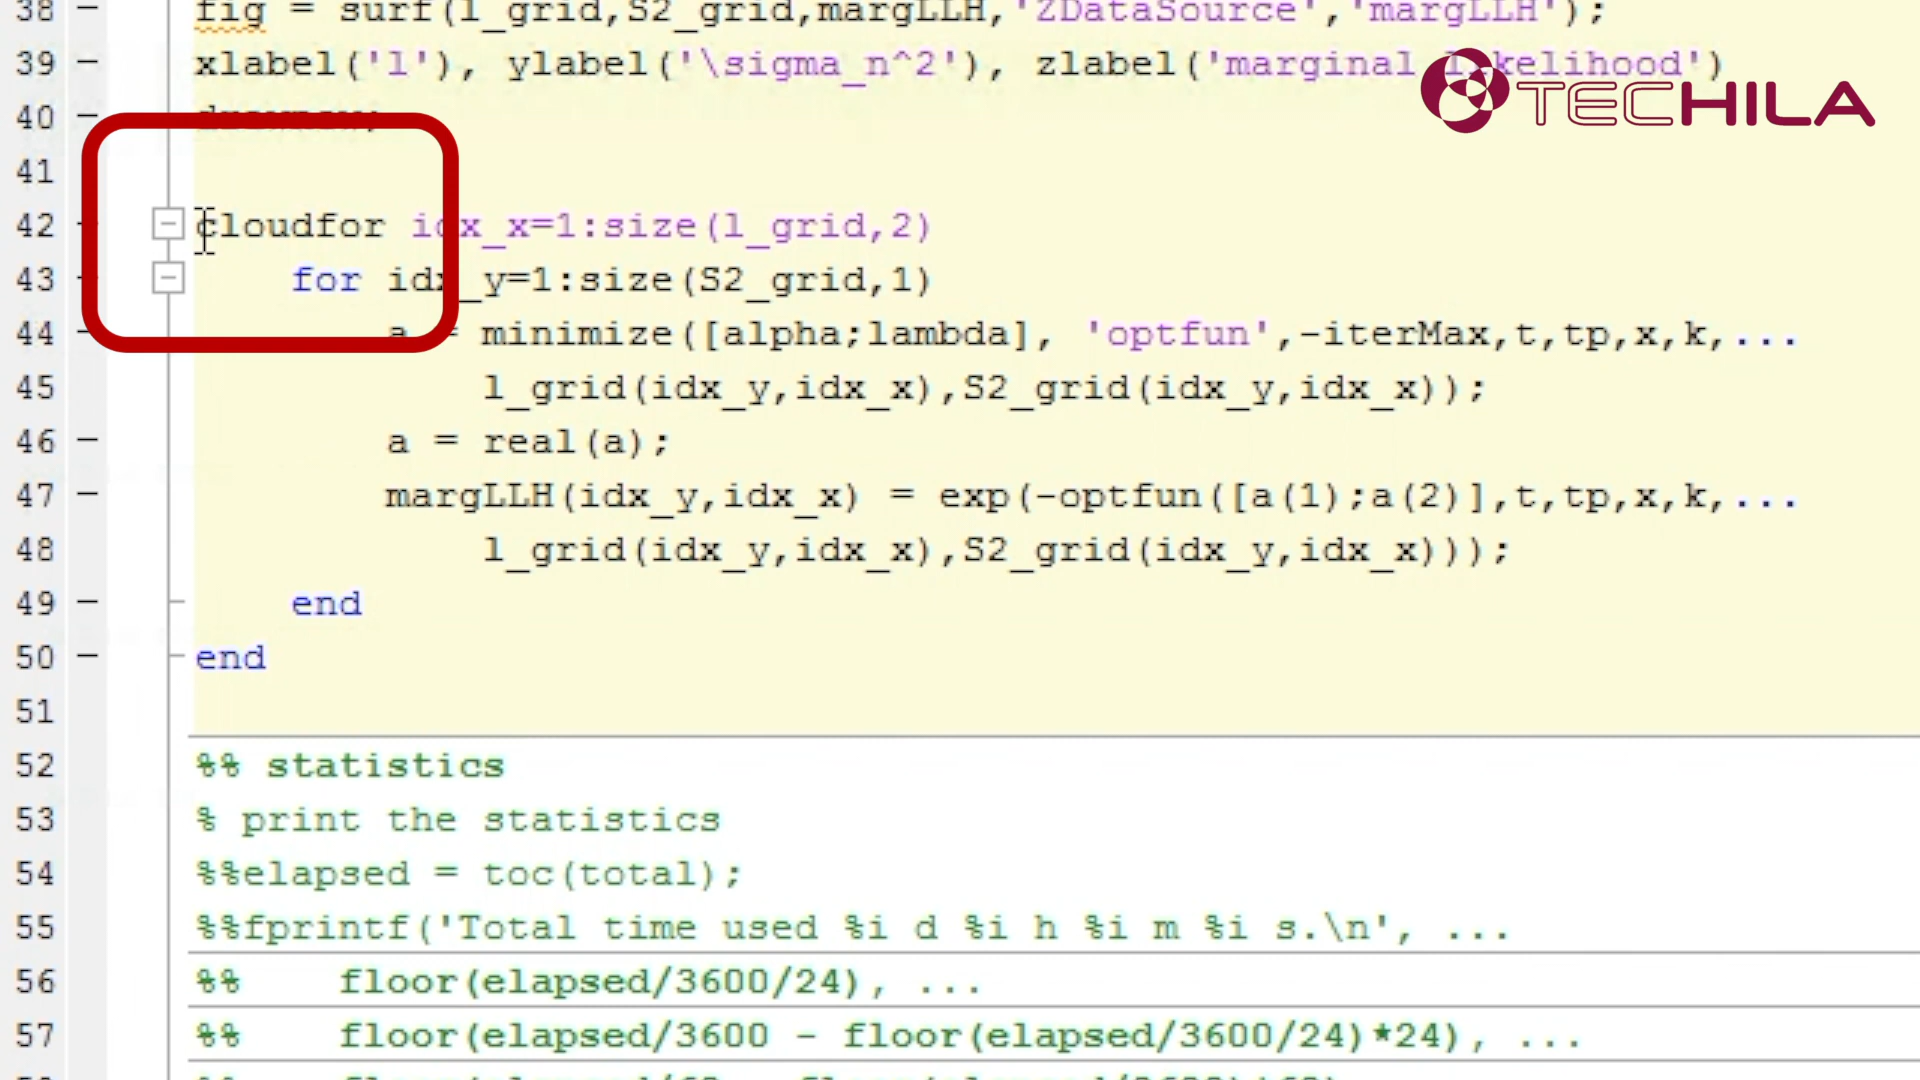 38 – fig = surf(l_grid,S2_grid,margLLH,'ZDataSource','margLLH');
39 – xlabel('l'), ylabel('\sigma_n^2'), zlabel('marginal likelihood')
TECHILA
40 –
41
42 – cloudfor idx_x=1:size(l_grid,2)
43 – for idx_y=1:size(S2_grid,1)
44 – a = minimize([alpha;lambda], 'optfun',-iterMax,t,tp,x,k,...
45 l_grid(idx_y,idx_x),S2_grid(idx_y,idx_x));
46 – a = real(a);
47 – margLLH(idx_y,idx_x) = exp(-optfun([a(1);a(2)],t,tp,x,k,...
48 l_grid(idx_y,idx_x),S2_grid(idx_y,idx_x)));
49 – end
50 – end
51
52 %% statistics
53 % print the statistics
54 %%elapsed = toc(total);
55 %%fprintf('Total time used %i d %i h %i m %i s.\n', ...
56 %% floor(elapsed/3600/24), ...
57 %% floor(elapsed/3600 - floor(elapsed/3600/24)*24), ...